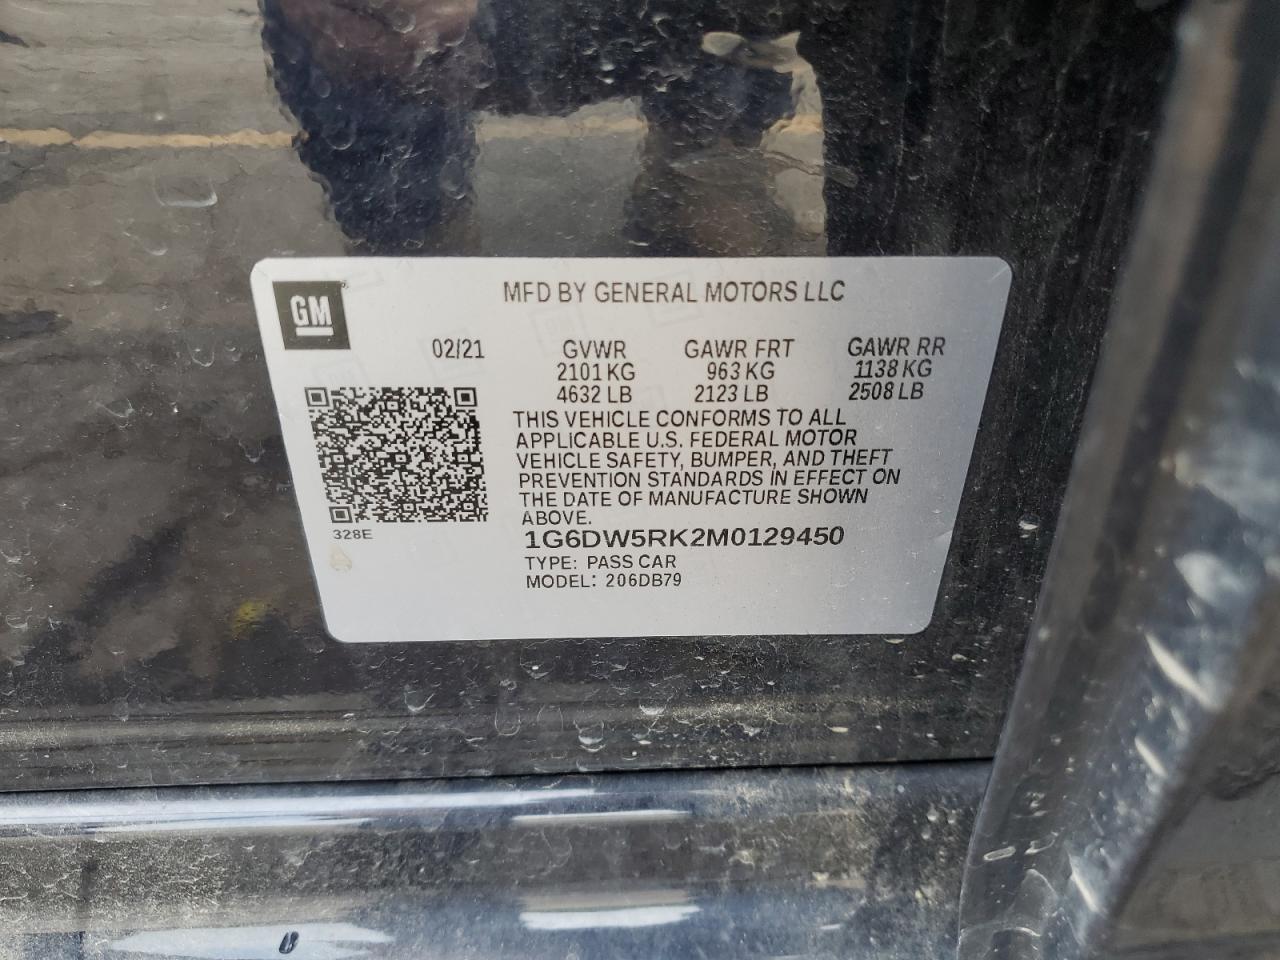 GM
MFD BY GENERAL MOTORS LLC
02/21 GVWR GAWR FRT GAWR RR
2101 KG 963 KG 1138 KG
4632 LB 2123 LB 2508 LB
THIS VEHICLE CONFORMS TO ALL
APPLICABLE U.S. FEDERAL MOTOR
VEHICLE SAFETY, BUMPER, AND THEFT
PREVENTION STANDARDS IN EFFECT ON
THE DATE OF MANUFACTURE SHOWN
ABOVE.
328E
1G6DW5RK2M0129450
TYPE: PASS CAR
MODEL: 206DB79